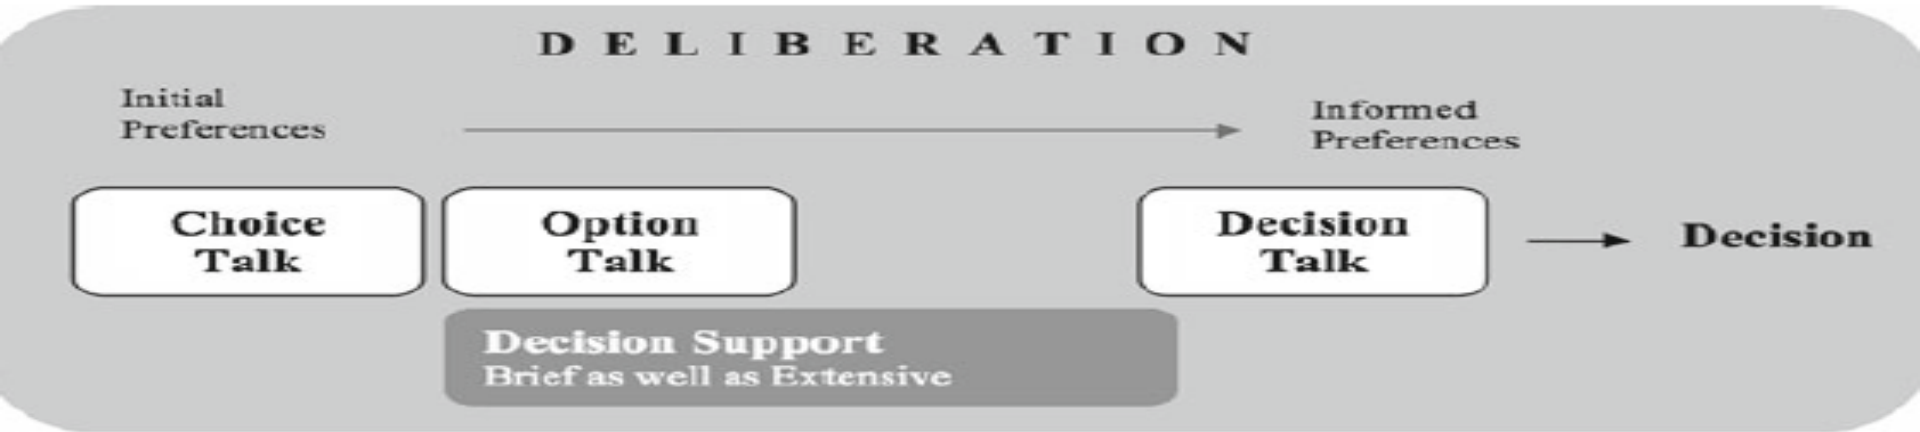 DELIBERATION
Initial
Preferences
Informed
Preferences
Choice
Talk
Option
Talk
Decision
Talk
Decision
Decision Support
Brief as well as Extensive